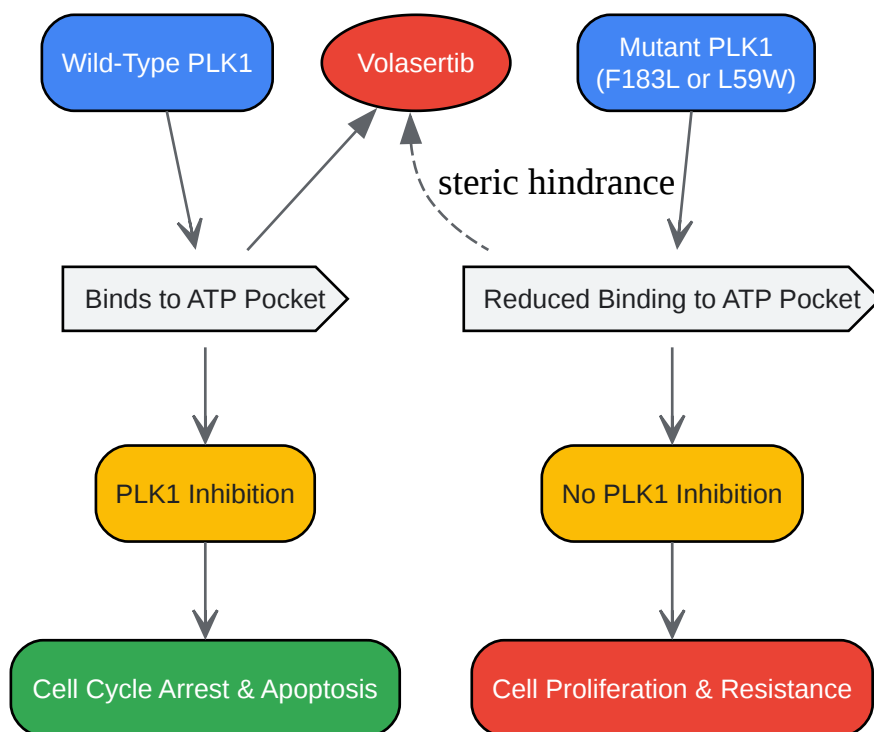 Wild-Type PLK1
Volasertib
Mutant PLK1
(F183L or L59W)
steric hindrance
Binds to ATP Pocket
Reduced Binding to ATP Pocket
PLK1 Inhibition
No PLK1 Inhibition
Cell Cycle Arrest & Apoptosis
Cell Proliferation & Resistance